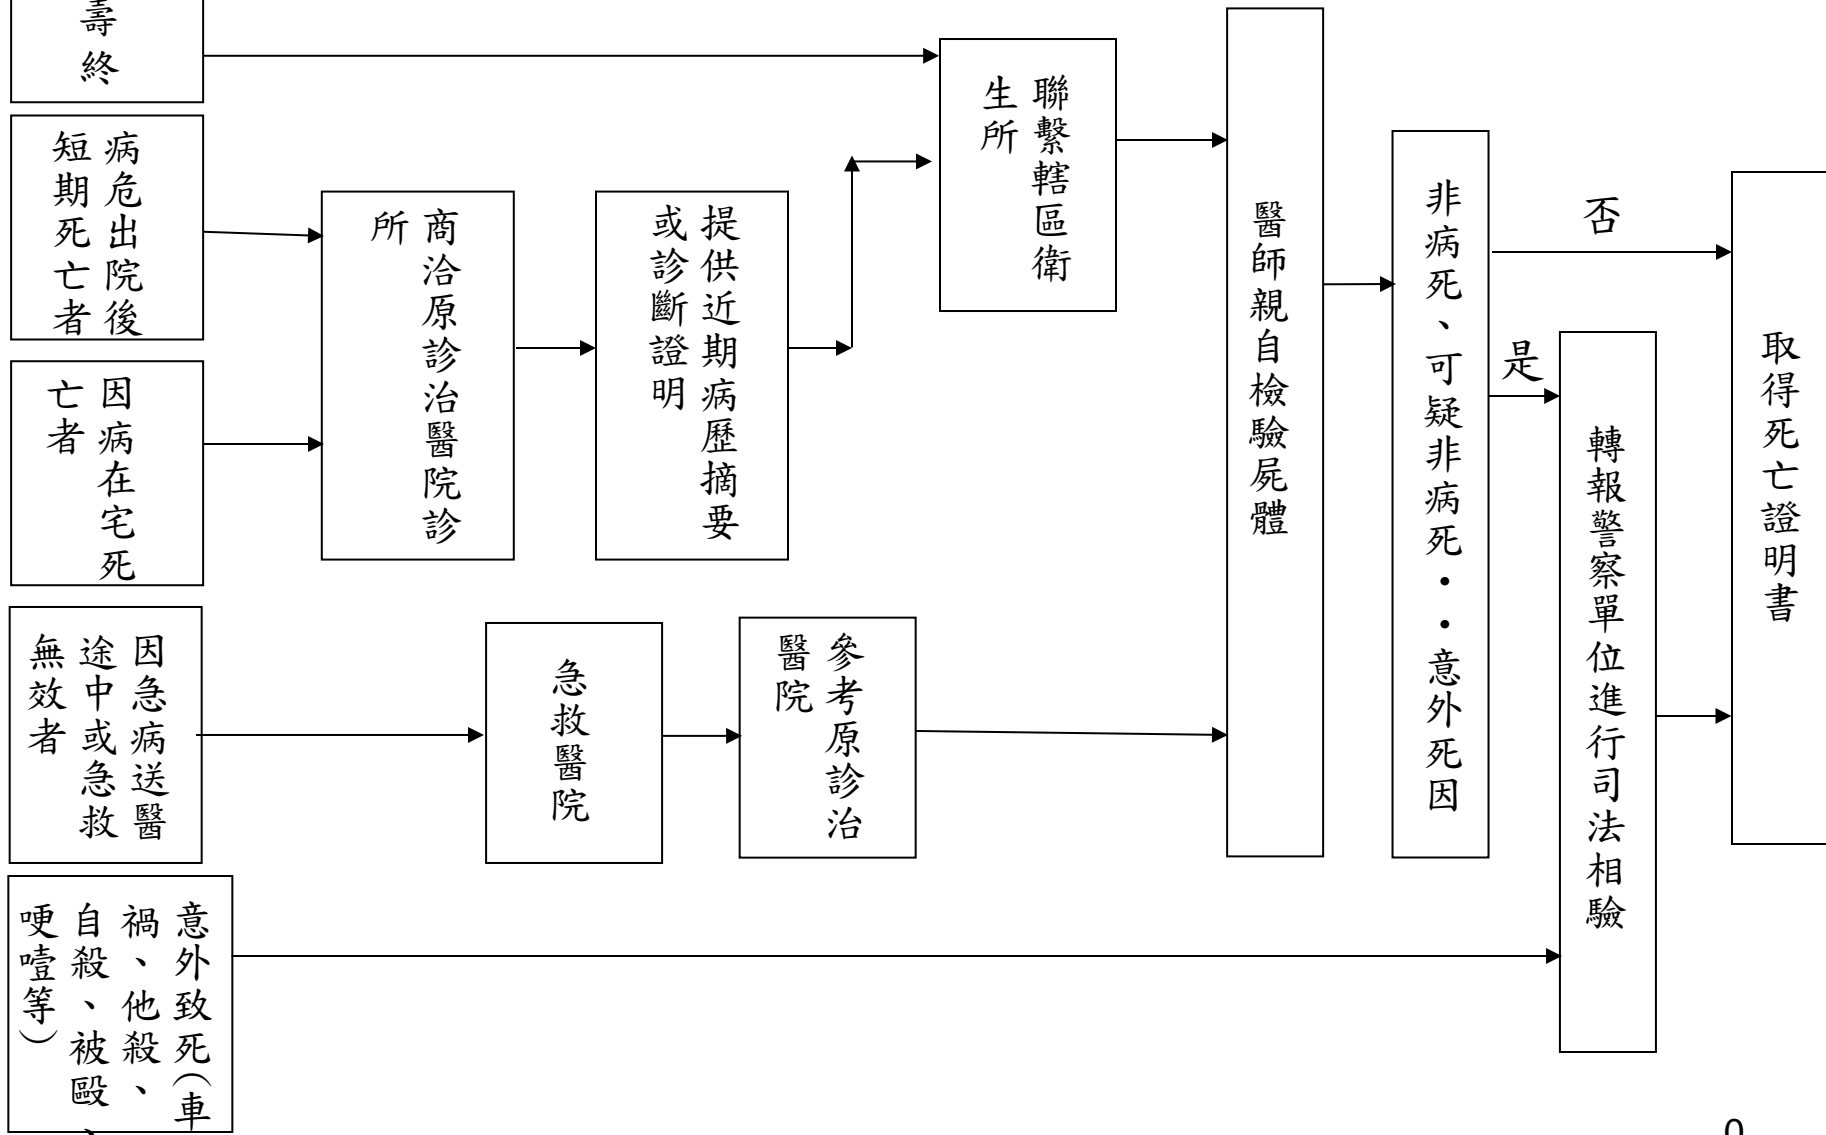 壽終
病危出院後
短期死亡者
因病在宅死
亡者
因急病送醫
途中或急救
無效者
意外致死(車
禍、他殺、
自殺、被毆、
哽噎等)
商洽原診治醫院診
所
提供近期病歷摘要
或診斷證明
急救醫院
參考原診治
醫院
聯繫轄區衛
生所
醫師親自檢驗屍體
非病死、可疑非病死・・意外死因
否
是
轉報警察單位進行司法相驗
取得死亡證明書